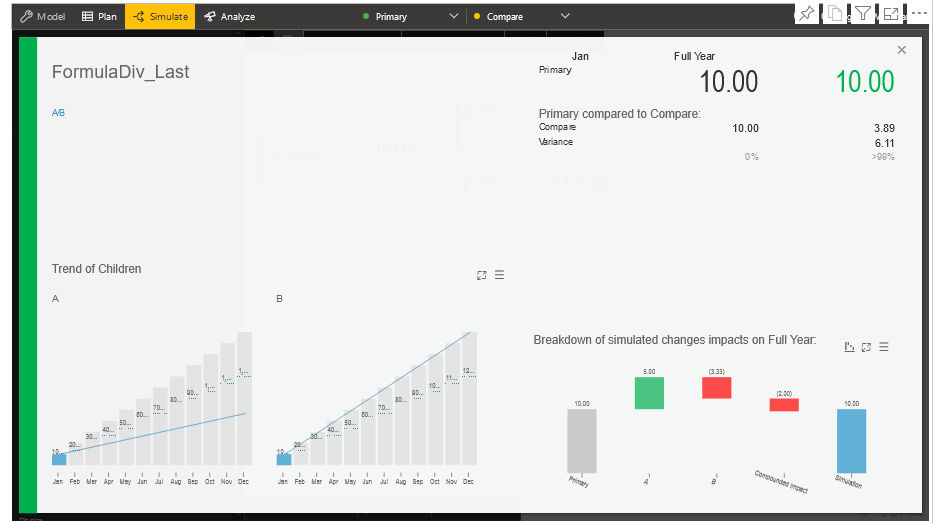 Model Plan Simulate Analyze Primary Compare
FormulaDiv_Last
A/B
Jan Full Year
Primary
10.00 10.00
Primary compared to Compare:
Compare 10.00 3.89
Variance 6.11
0% >99%
Trend of Children
A B
10... 20... 30... 40... 50... 60... 70... 80... 90... 1,... 1,... 1,...
Jan Feb Mar Apr May Jun Jul Aug Sep Oct Nov Dec
10... 20... 30... 40... 50... 60... 70... 80... 90... 10... 11... 12...
Jan Feb Mar Apr May Jun Jul Aug Sep Oct Nov Dec
Breakdown of simulated changes impacts on Full Year:
10.00 5.00 (3.33) (2.00) 10.00
Primary A B Compounded Impact Simulation